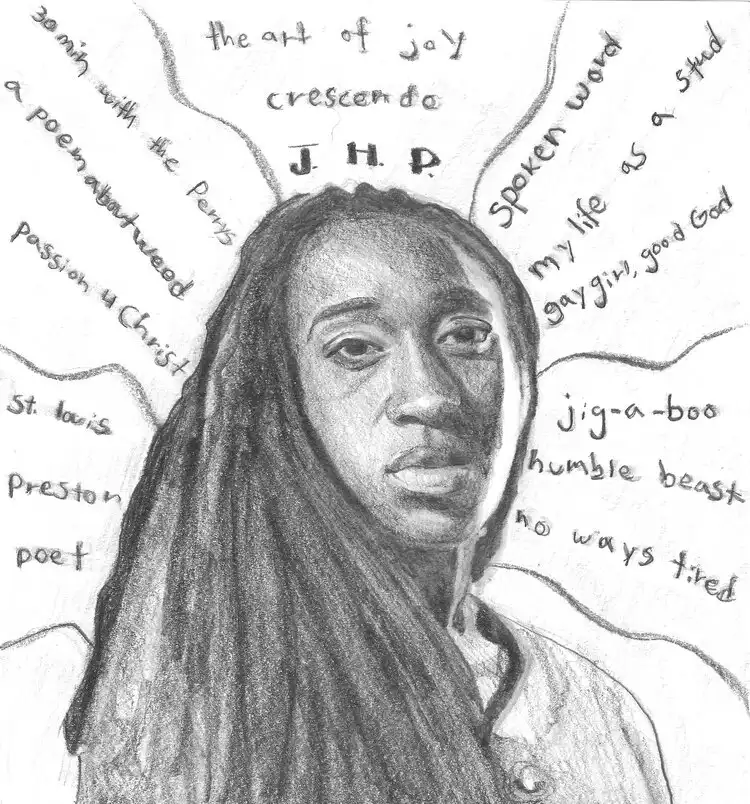 the art of joy
crescendo
J. H. P.
30 min with the Perrys
a poem about weed
passion 4 Christ
st. louis
preston
poet
spoken word
my life as a stud
gay girl, good God
jig-a-boo
humble beast
no ways tired